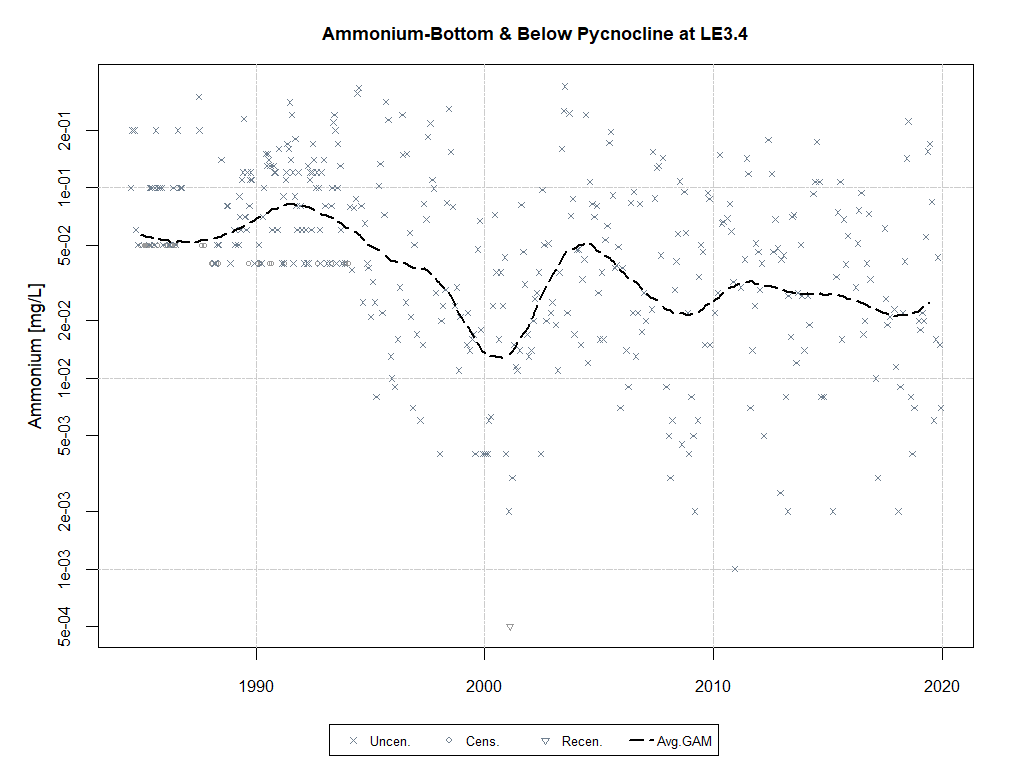 Ammonium-Bottom & Below Pycnocline at LE3.4
Ammonium [mg/L]
2e-01
1e-01
5e-02
2e-02
1e-02
5e-03
2e-03
1e-03
5e-04
1990 2000 2010 2020
Uncen. Cens. Recen. Avg.GAM